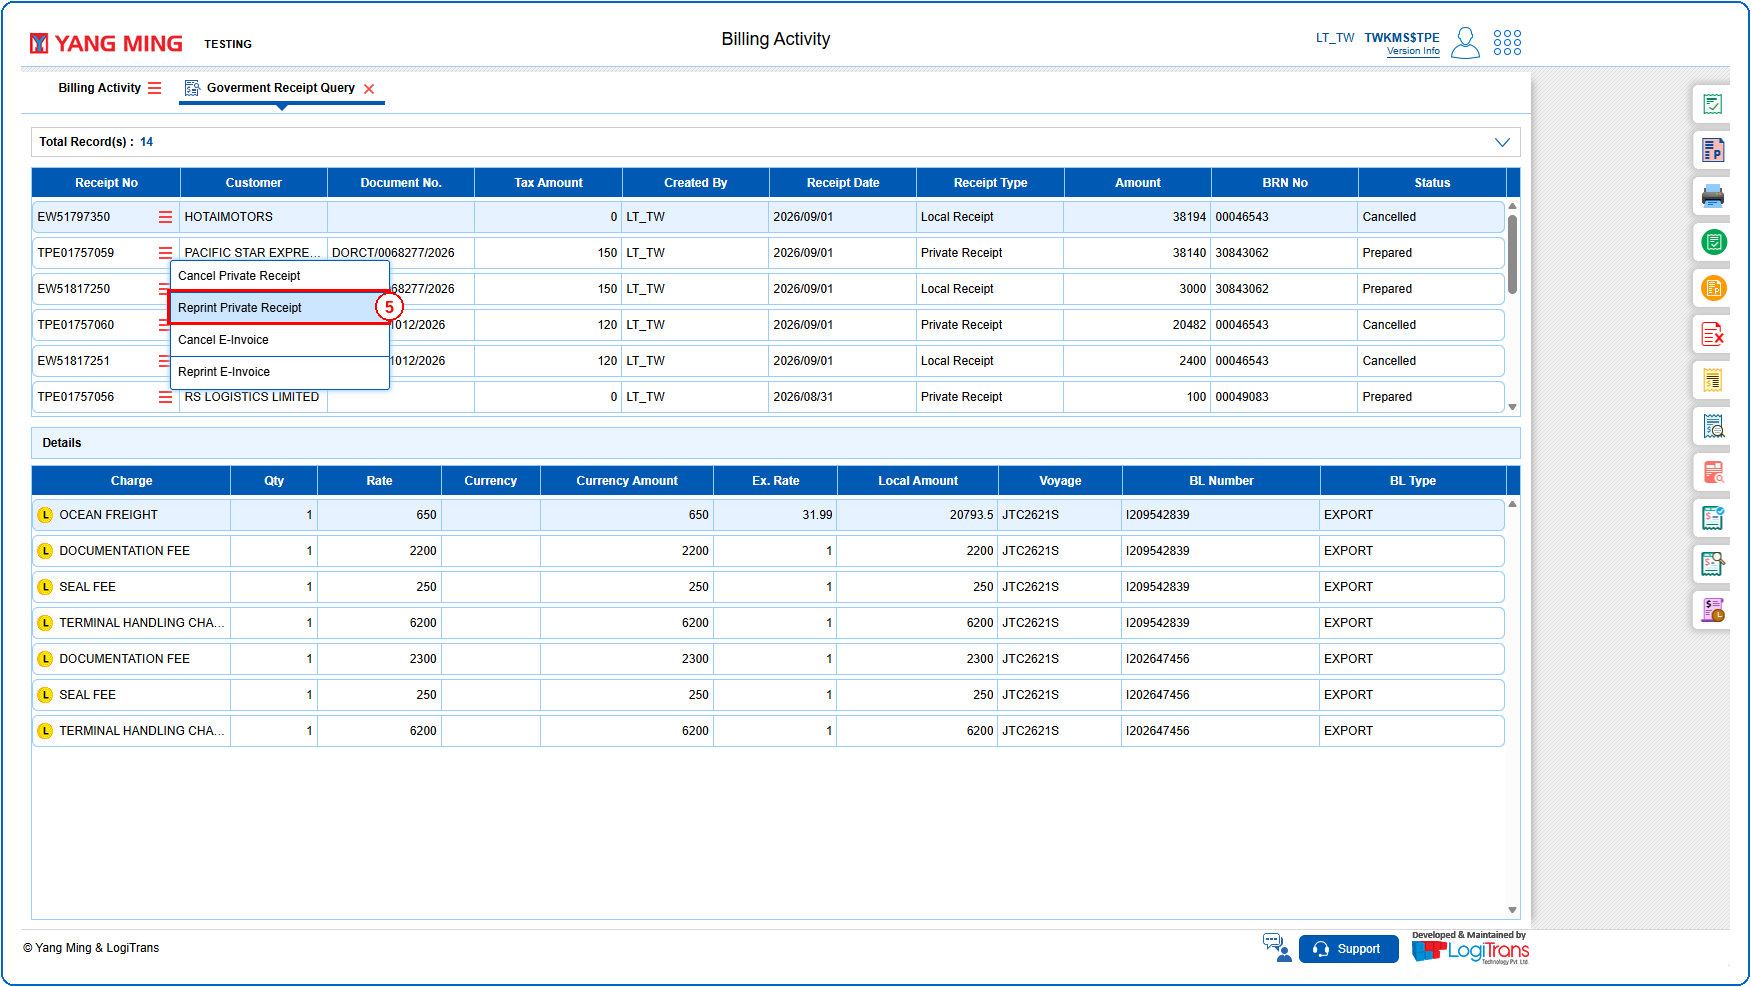 YANG MING TESTING Billing Activity LT_TW TWKMS$TPE
Version Info
Billing Activity Goverment Receipt Query
Total Record(s) : 14
Receipt No Customer Document No. Tax Amount Created By Receipt Date Receipt Type Amount BRN No Status
EW51797350 HOTAIMOTORS 0 LT_TW 2026/09/01 Local Receipt 38194 00046543 Cancelled
TPE01757059 PACIFIC STAR EXPRE... DORCT/0068277/2026 150 LT_TW 2026/09/01 Private Receipt 38140 30843062 Prepared
Cancel Private Receipt
EW51817250 68277/2026 150 LT_TW 2026/09/01 Local Receipt 3000 30843062 Prepared
Reprint Private Receipt 5
TPE01757060 1012/2026 120 LT_TW 2026/09/01 Private Receipt 20482 00046543 Cancelled
Cancel E-Invoice
EW51817251 1012/2026 120 LT_TW 2026/09/01 Local Receipt 2400 00046543 Cancelled
Reprint E-Invoice
TPE01757056 RS LOGISTICS LIMITED 0 LT_TW 2026/08/31 Private Receipt 100 00049083 Prepared
Details
Charge Qty Rate Currency Currency Amount Ex. Rate Local Amount Voyage BL Number BL Type
L OCEAN FREIGHT 1 650 650 31.99 20793.5 JTC2621S I209542839 EXPORT
L DOCUMENTATION FEE 1 2200 2200 1 2200 JTC2621S I209542839 EXPORT
L SEAL FEE 1 250 250 1 250 JTC2621S I209542839 EXPORT
L TERMINAL HANDLING CHA... 1 6200 6200 1 6200 JTC2621S I209542839 EXPORT
L DOCUMENTATION FEE 1 2300 2300 1 2300 JTC2621S I202647456 EXPORT
L SEAL FEE 1 250 250 1 250 JTC2621S I202647456 EXPORT
L TERMINAL HANDLING CHA... 1 6200 6200 1 6200 JTC2621S I202647456 EXPORT
© Yang Ming & LogiTrans Support Developed & Maintained by
LogiTrans
Technology Pvt. Ltd.